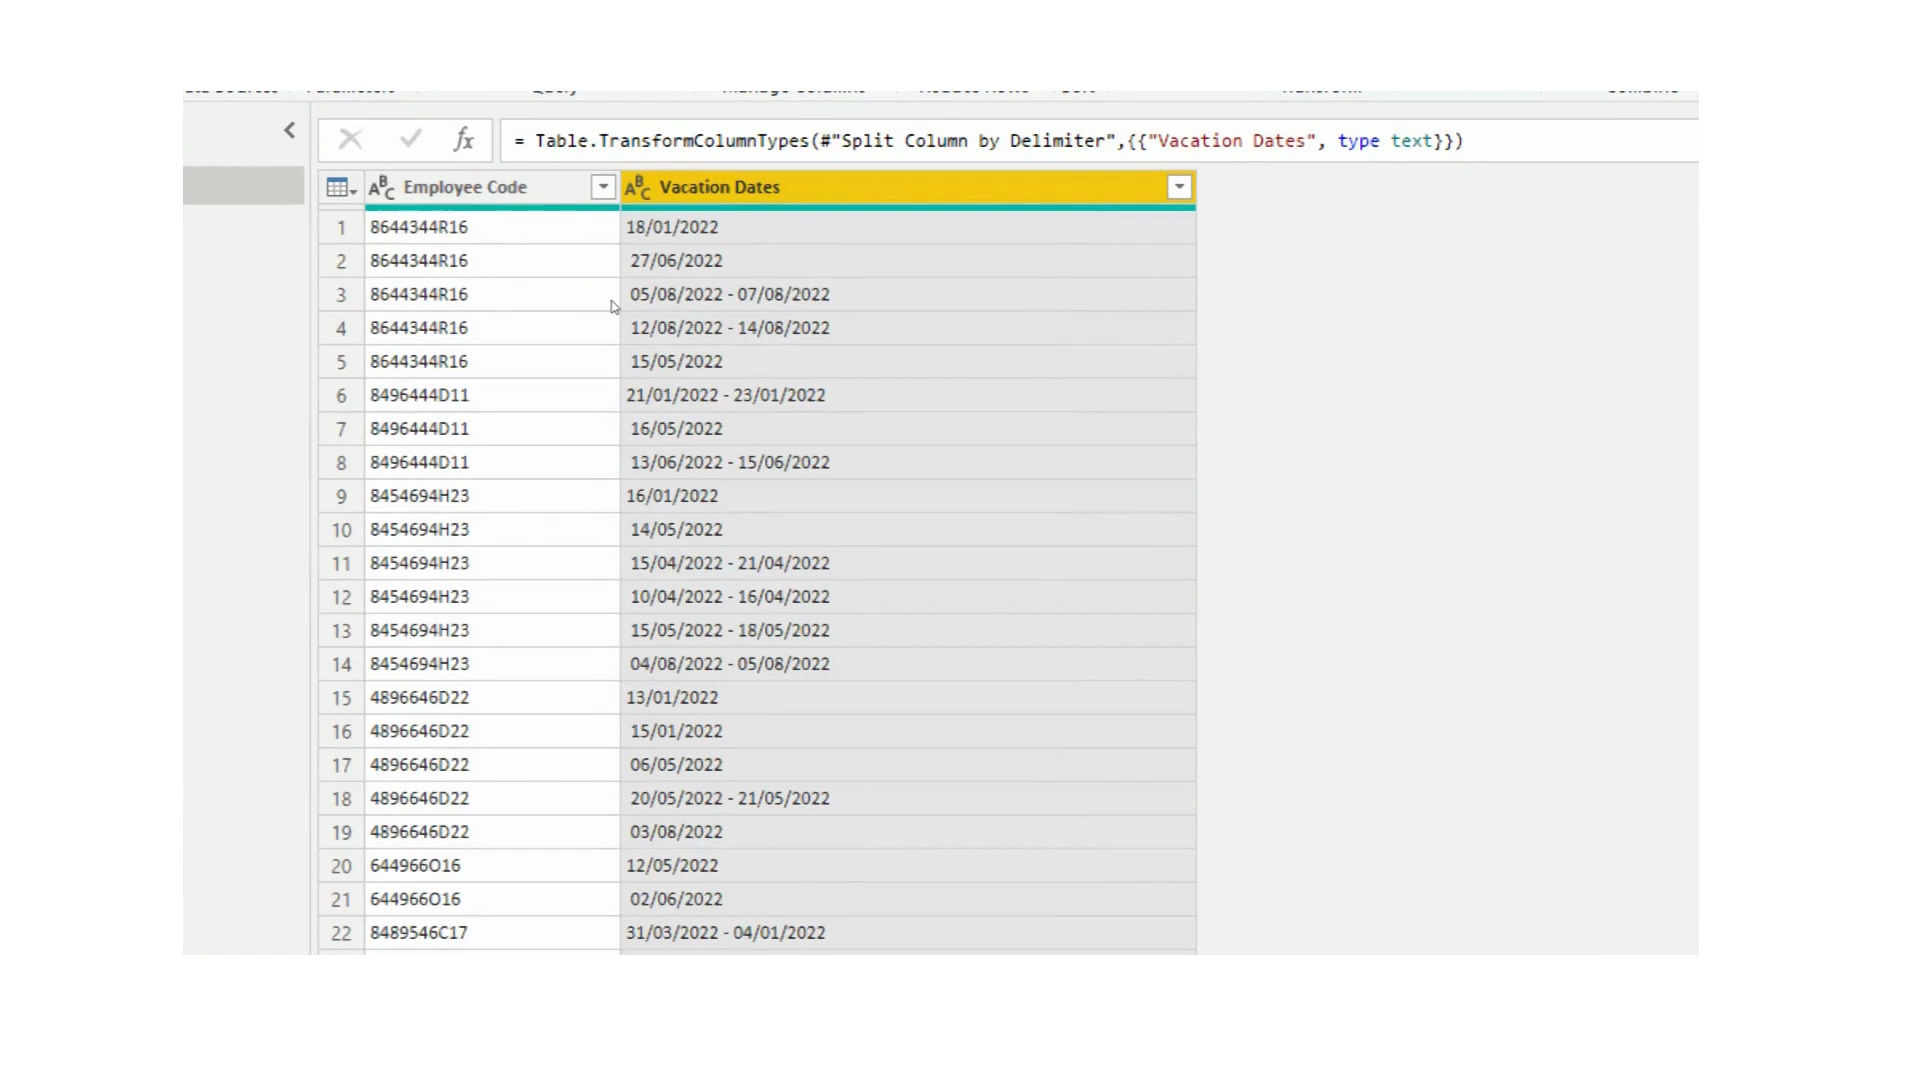 = Table.TransformColumnTypes(#"Split Column by Delimiter",{{"Vacation Dates", type text}})
Employee Code Vacation Dates
1 8644344R16 18/01/2022
2 8644344R16 27/06/2022
3 8644344R16 05/08/2022 - 07/08/2022
4 8644344R16 12/08/2022 - 14/08/2022
5 8644344R16 15/05/2022
6 8496444D11 21/01/2022 - 23/01/2022
7 8496444D11 16/05/2022
8 8496444D11 13/06/2022 - 15/06/2022
9 8454694H23 16/01/2022
10 8454694H23 14/05/2022
11 8454694H23 15/04/2022 - 21/04/2022
12 8454694H23 10/04/2022 - 16/04/2022
13 8454694H23 15/05/2022 - 18/05/2022
14 8454694H23 04/08/2022 - 05/08/2022
15 4896646D22 13/01/2022
16 4896646D22 15/01/2022
17 4896646D22 06/05/2022
18 4896646D22 20/05/2022 - 21/05/2022
19 4896646D22 03/08/2022
20 644966O16 12/05/2022
21 644966O16 02/06/2022
22 8489546C17 31/03/2022 - 04/01/2022